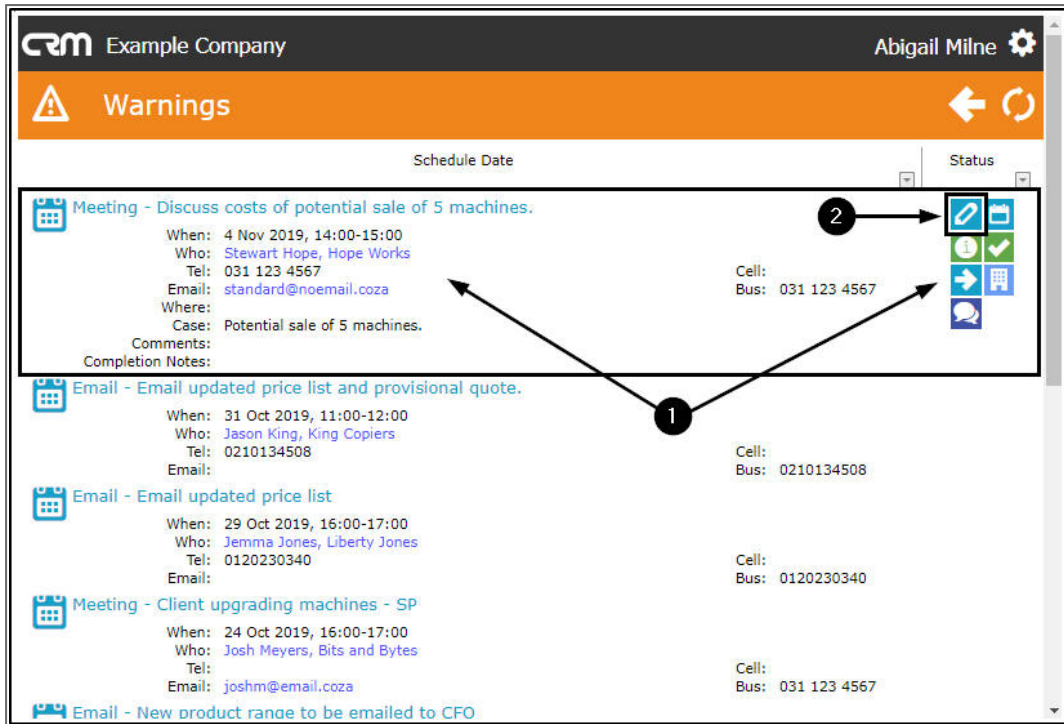 CRM Example Company Abigail Milne
Warnings
Schedule Date Status
Meeting - Discuss costs of potential sale of 5 machines.
2
When: 4 Nov 2019, 14:00-15:00
Who: Stewart Hope, Hope Works
Tel: 031 123 4567 Cell:
Email: standard@noemail.coza Bus: 031 123 4567
Where:
Case: Potential sale of 5 machines.
Comments:
Completion Notes:
Email - Email updated price list and provisional quote.
1
When: 31 Oct 2019, 11:00-12:00
Who: Jason King, King Copiers
Tel: 0210134508 Cell:
Email: Bus: 0210134508
Email - Email updated price list
When: 29 Oct 2019, 16:00-17:00
Who: Jemma Jones, Liberty Jones
Tel: 0120230340 Cell:
Email: Bus: 0120230340
Meeting - Client upgrading machines - SP
When: 24 Oct 2019, 16:00-17:00
Who: Josh Meyers, Bits and Bytes
Tel: Cell:
Email: joshm@email.coza Bus: 031 123 4567
Email - New product range to be emailed to CFO